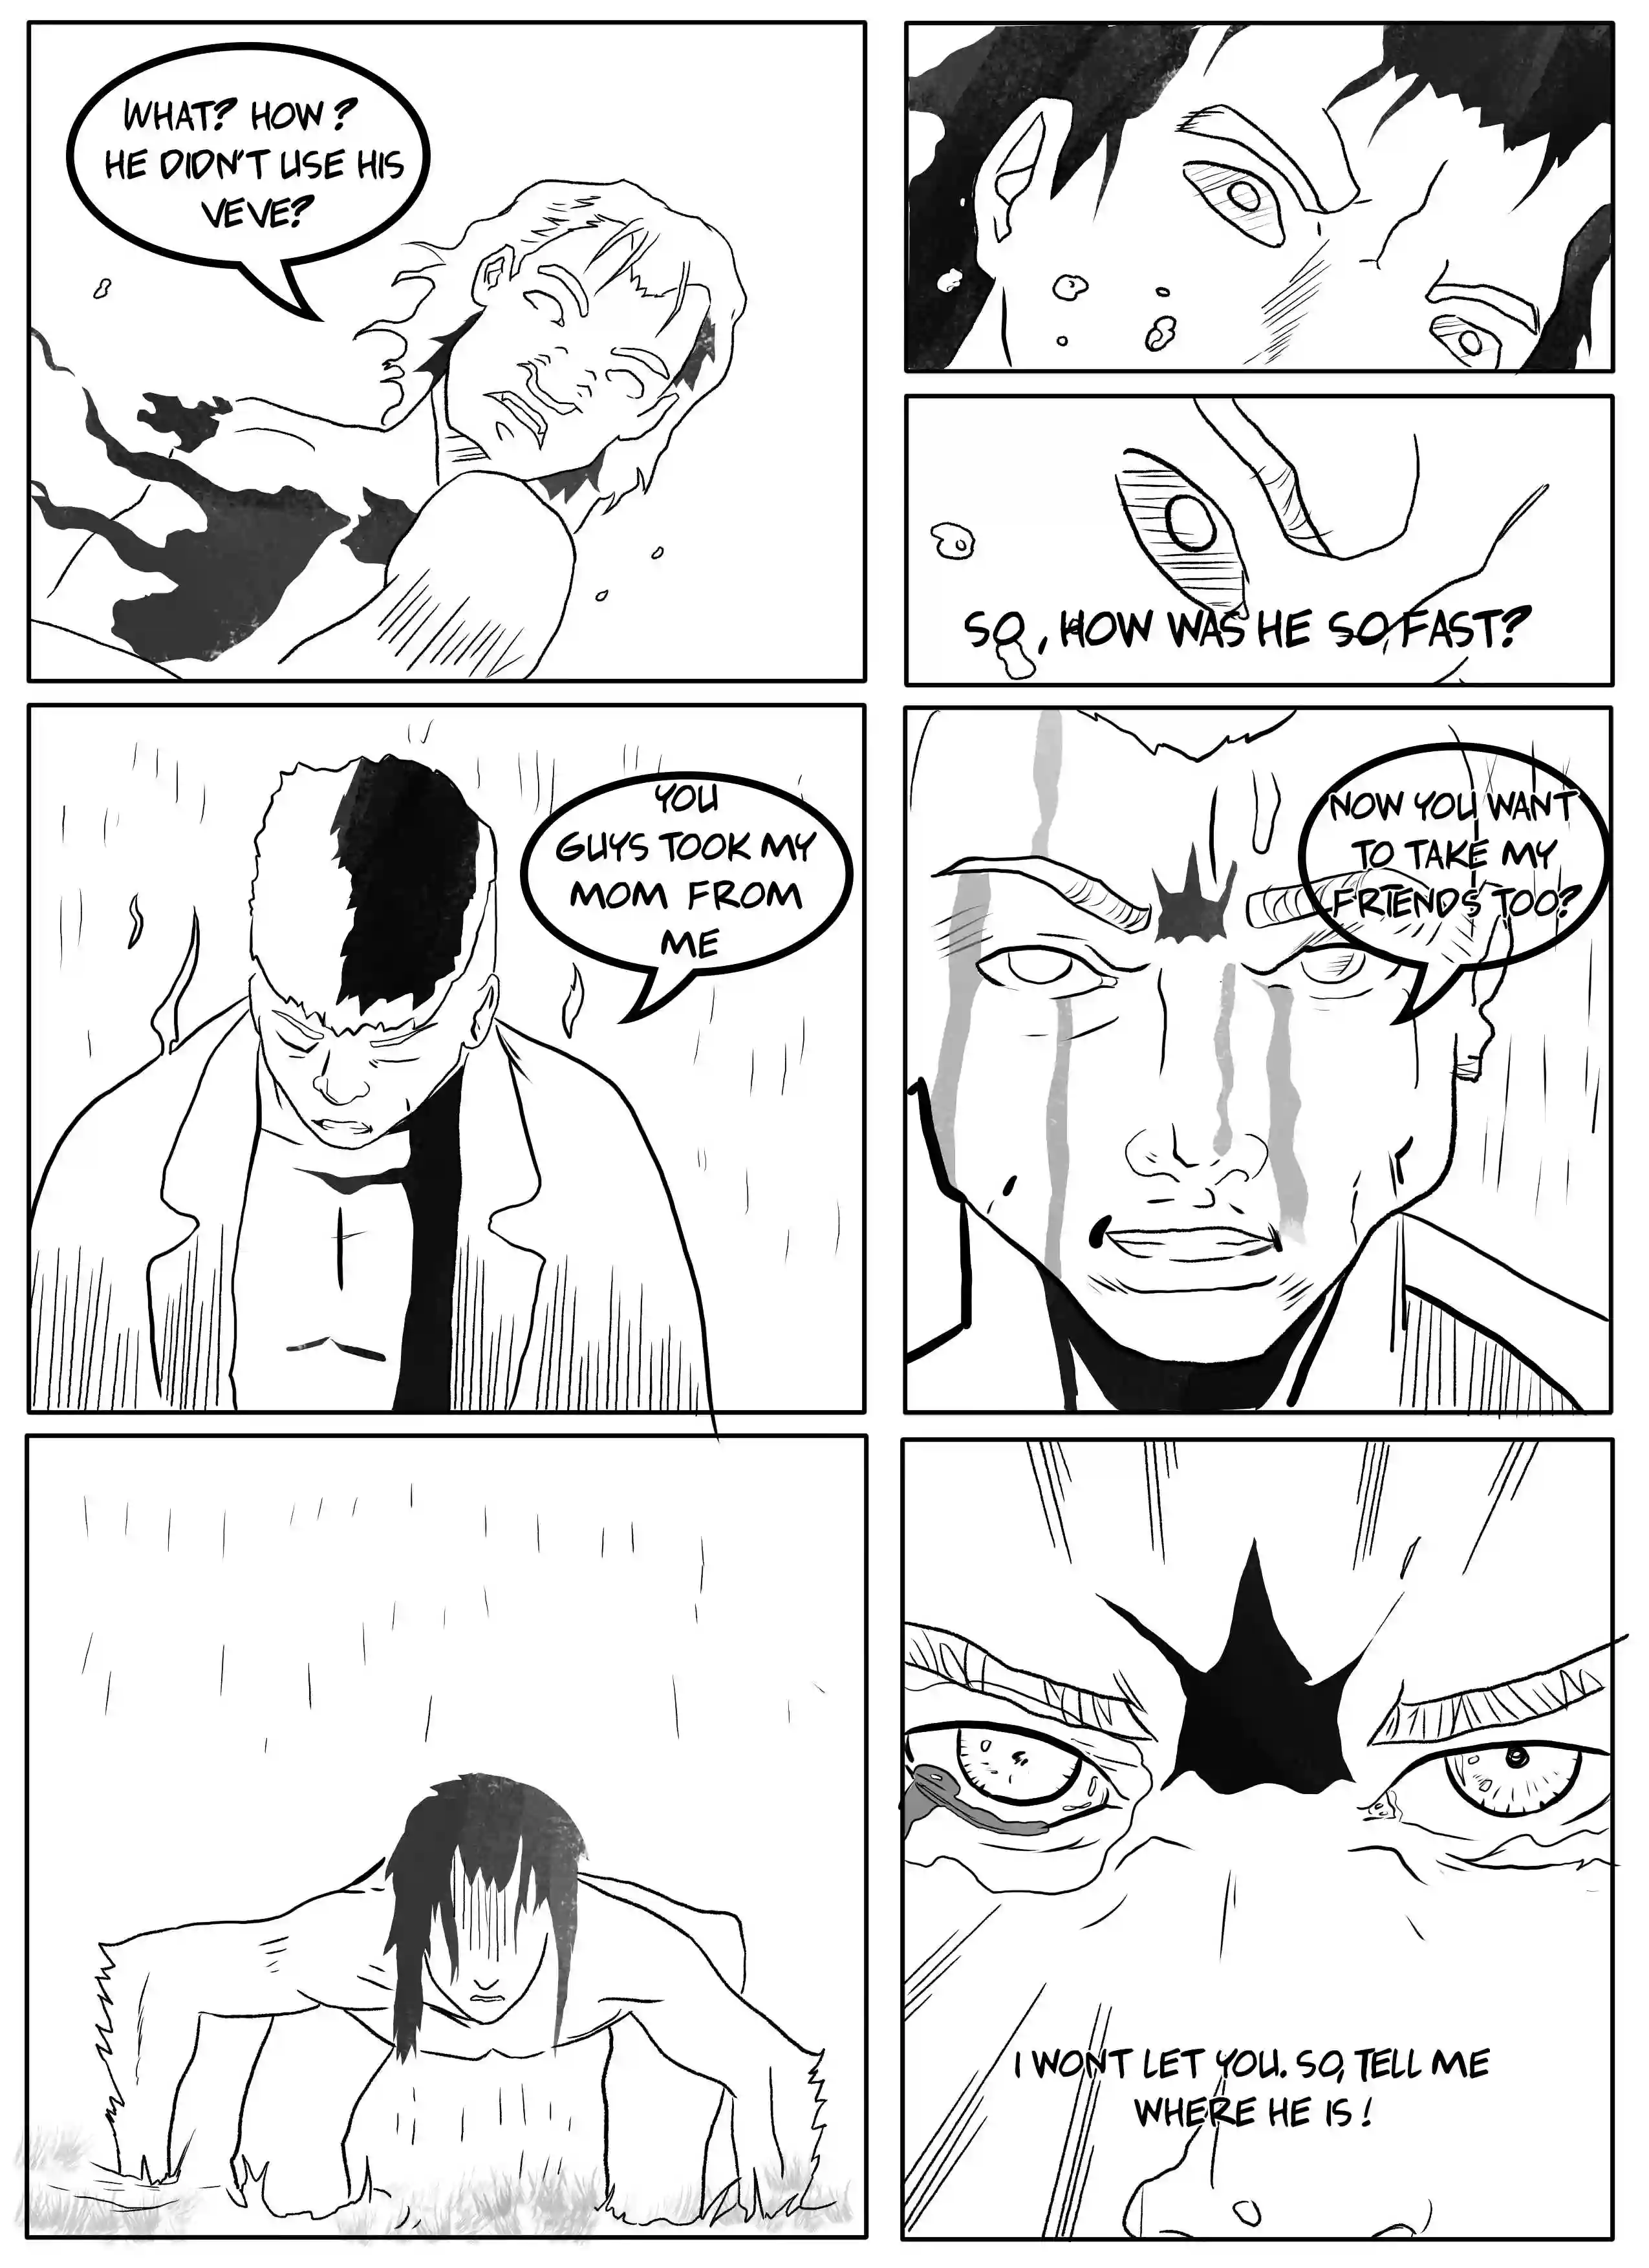 WHAT? HOW?
HE DIDN'T USE HIS
VEVE?
SO, HOW WAS HE SO FAST?
YOU
GUYS TOOK MY
MOM FROM
ME
NOW YOU WANT
TO TAKE MY
FRIENDS TOO?
I WONT LET YOU. SO, TELL ME
WHERE HE IS!